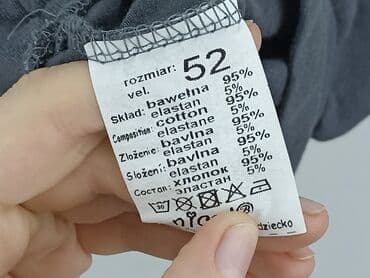 rozmiar: 52
vel.
Skład: bawełna 95%
elastan 5%
Composition: cotton 95%
elastane 5%
Zloženie: bavlna 95%
elastan 5%
Složení: bavlna 95%
elastan 5%
Состав: хлопок 95%
эластан 5%
30
dziecko